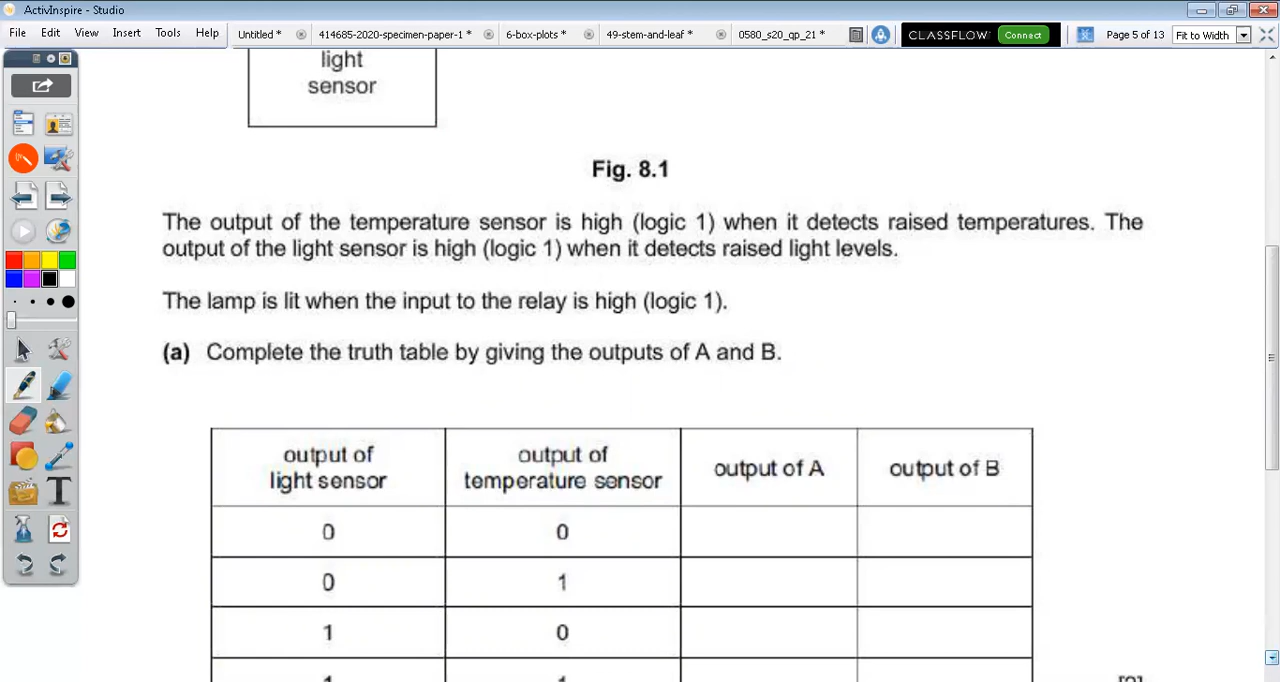 ActivInspire - Studio
File Edit View Insert Tools Help Untitled * 414685-2020-specimen-paper-1 * 6-box-plots * 49-stem-and-leaf * 0580_s20_qp_21 * CLASSFLOW Connect Page 5 of 13 Fit to Width
light
sensor
Fig. 8.1
The output of the temperature sensor is high (logic 1) when it detects raised temperatures. The
output of the light sensor is high (logic 1) when it detects raised light levels.
The lamp is lit when the input to the relay is high (logic 1).
(a) Complete the truth table by giving the outputs of A and B.
output of light sensor output of temperature sensor output of A output of B
0 0
0 1
1 0
1 1